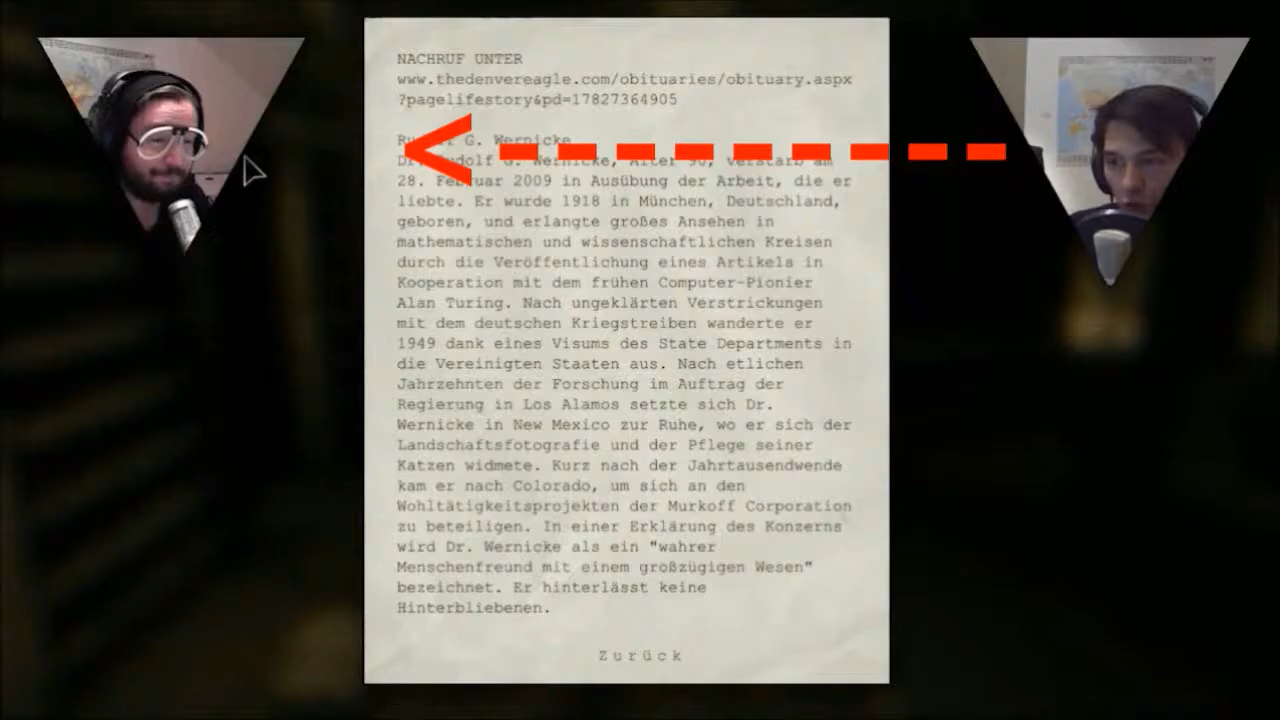 NACHRUF UNTER
www.thedenvereagle.com/obituaries/obituary.aspx
?pagelifestory&pd=17827364905
G. Wernicke
Dr. Rudolf G. Wernicke, Alter 90, verstarb am
28. Februar 2009 in Ausübung der Arbeit, die er
liebte. Er wurde 1918 in München, Deutschland,
geboren, und erlangte großes Ansehen in
mathematischen und wissenschaftlichen Kreisen
durch die Veröffentlichung eines Artikels in
Kooperation mit dem frühen Computer-Pionier
Alan Turing. Nach ungeklärten Verstrickungen
mit dem deutschen Kriegstreiben wanderte er
1949 dank eines Visums des State Departments in
die Vereinigten Staaten aus. Nach etlichen
Jahrzehnten der Forschung im Auftrag der
Regierung in Los Alamos setzte sich Dr.
Wernicke in New Mexico zur Ruhe, wo er sich der
Landschaftsfotografie und der Pflege seiner
Katzen widmete. Kurz nach der Jahrtausendwende
kam er nach Colorado, um sich an den
Wohltätigkeitsprojekten der Murkoff Corporation
zu beteiligen. In einer Erklärung des Konzerns
wird Dr. Wernicke als ein "wahrer
Menschenfreund mit einem großzügigen Wesen"
bezeichnet. Er hinterlässt keine
Hinterbliebenen.
Zurück